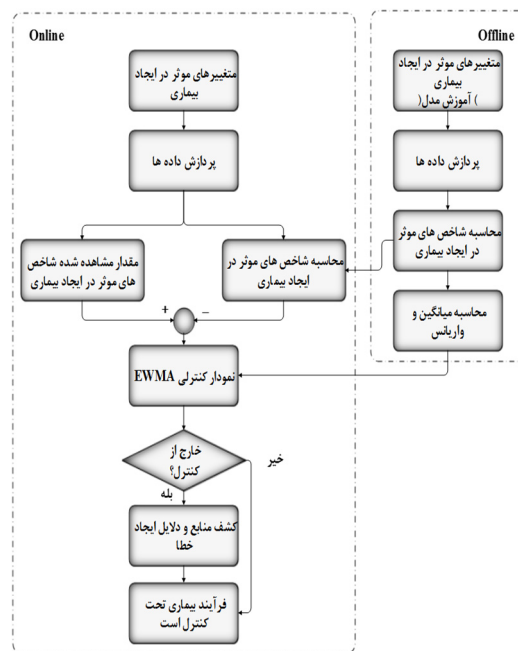 Online
متغییرهای موثر در ایجاد
بیماری
پردازش داده ها
مقدار مشاهده شده شاخص
های موثر در ایجاد بیماری
محاسبه شاخص های موثر در
ایجاد بیماری
+
−
نمودار کنترلی EWMA
خارج از
کنترل؟
خیر
بله
کشف منابع و دلایل ایجاد
خطا
فرآیند بیماری تحت
کنترل است
Offline
متغییرهای موثر در ایجاد
بیماری
) آموزش مدل(
پردازش داده ها
محاسبه شاخص های موثر
در ایجاد بیماری
محاسبه میانگین و
واریانس